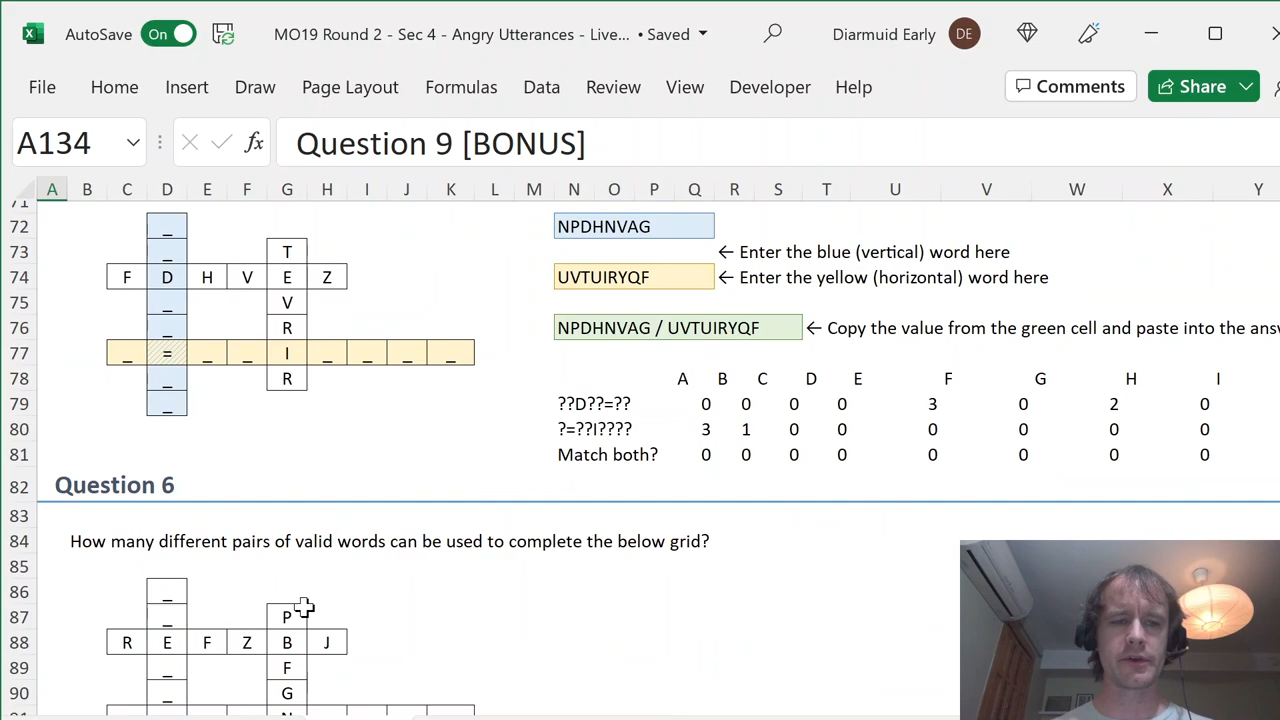 AutoSave On MO19 Round 2 - Sec 4 - Angry Utterances - Live... • Saved Diarmuid Early DE
File Home Insert Draw Page Layout Formulas Data Review View Developer Help Comments Share
A134 fx Question 9 [BONUS]
A B C D E F G H I J K L M N O P Q R S T U V W X Y
71
72 _ NPDHNVAG
73 _ T ← Enter the blue (vertical) word here
74 F D H V E Z UVTUIRYQF ← Enter the yellow (horizontal) word here
75 _ V
76 _ R NPDHNVAG / UVTUIRYQF ← Copy the value from the green cell and paste into the answ
77 _ = _ _ I _ _ _ _
78 _ R A B C D E F G H I
79 _ ??D??=?? 0 0 0 0 3 0 2 0
80 ?=??I???? 3 1 0 0 0 0 0 0
81 Match both? 0 0 0 0 0 0 0 0
82 Question 6
83
84 How many different pairs of valid words can be used to complete the below grid?
85
86 _
87 _ P
88 R E F Z B J
89 _ F
90 _ G